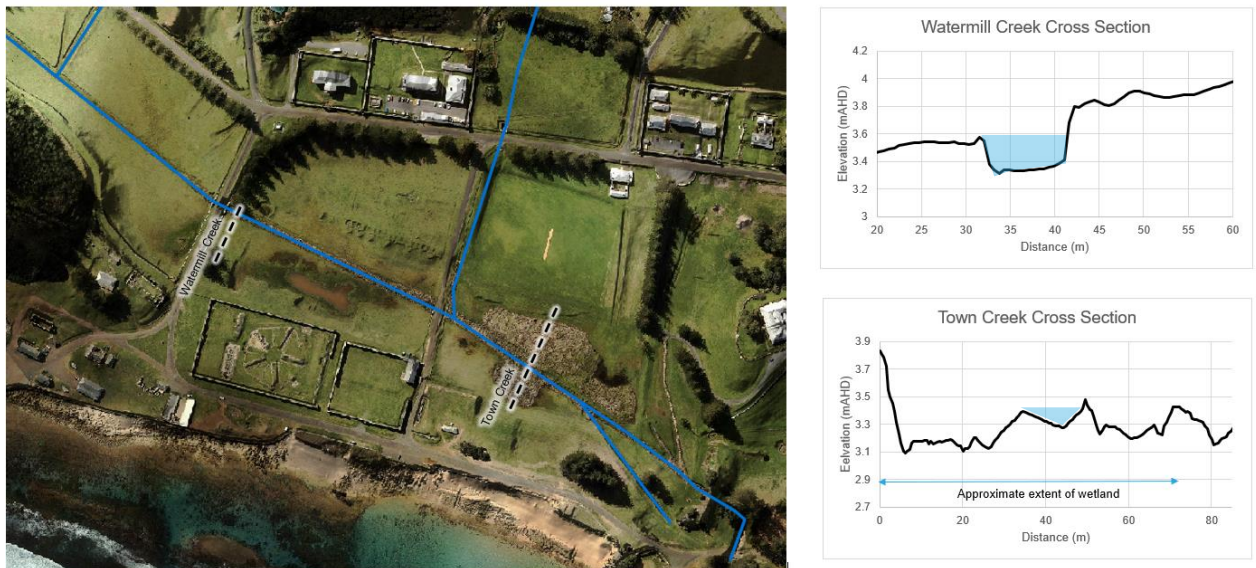 Watermill Creek
Town Creek
Watermill Creek Cross Section
4.2
4
3.8
3.6
3.4
3.2
3
Elevation (mAHD)
20 25 30 35 40 45 50 55 60
Distance (m)
Town Creek Cross Section
3.9
3.7
3.5
3.3
3.1
2.9
2.7
Eelvation (mAHD)
Approximate extent of wetland
0 20 40 60 80
Distance (m)